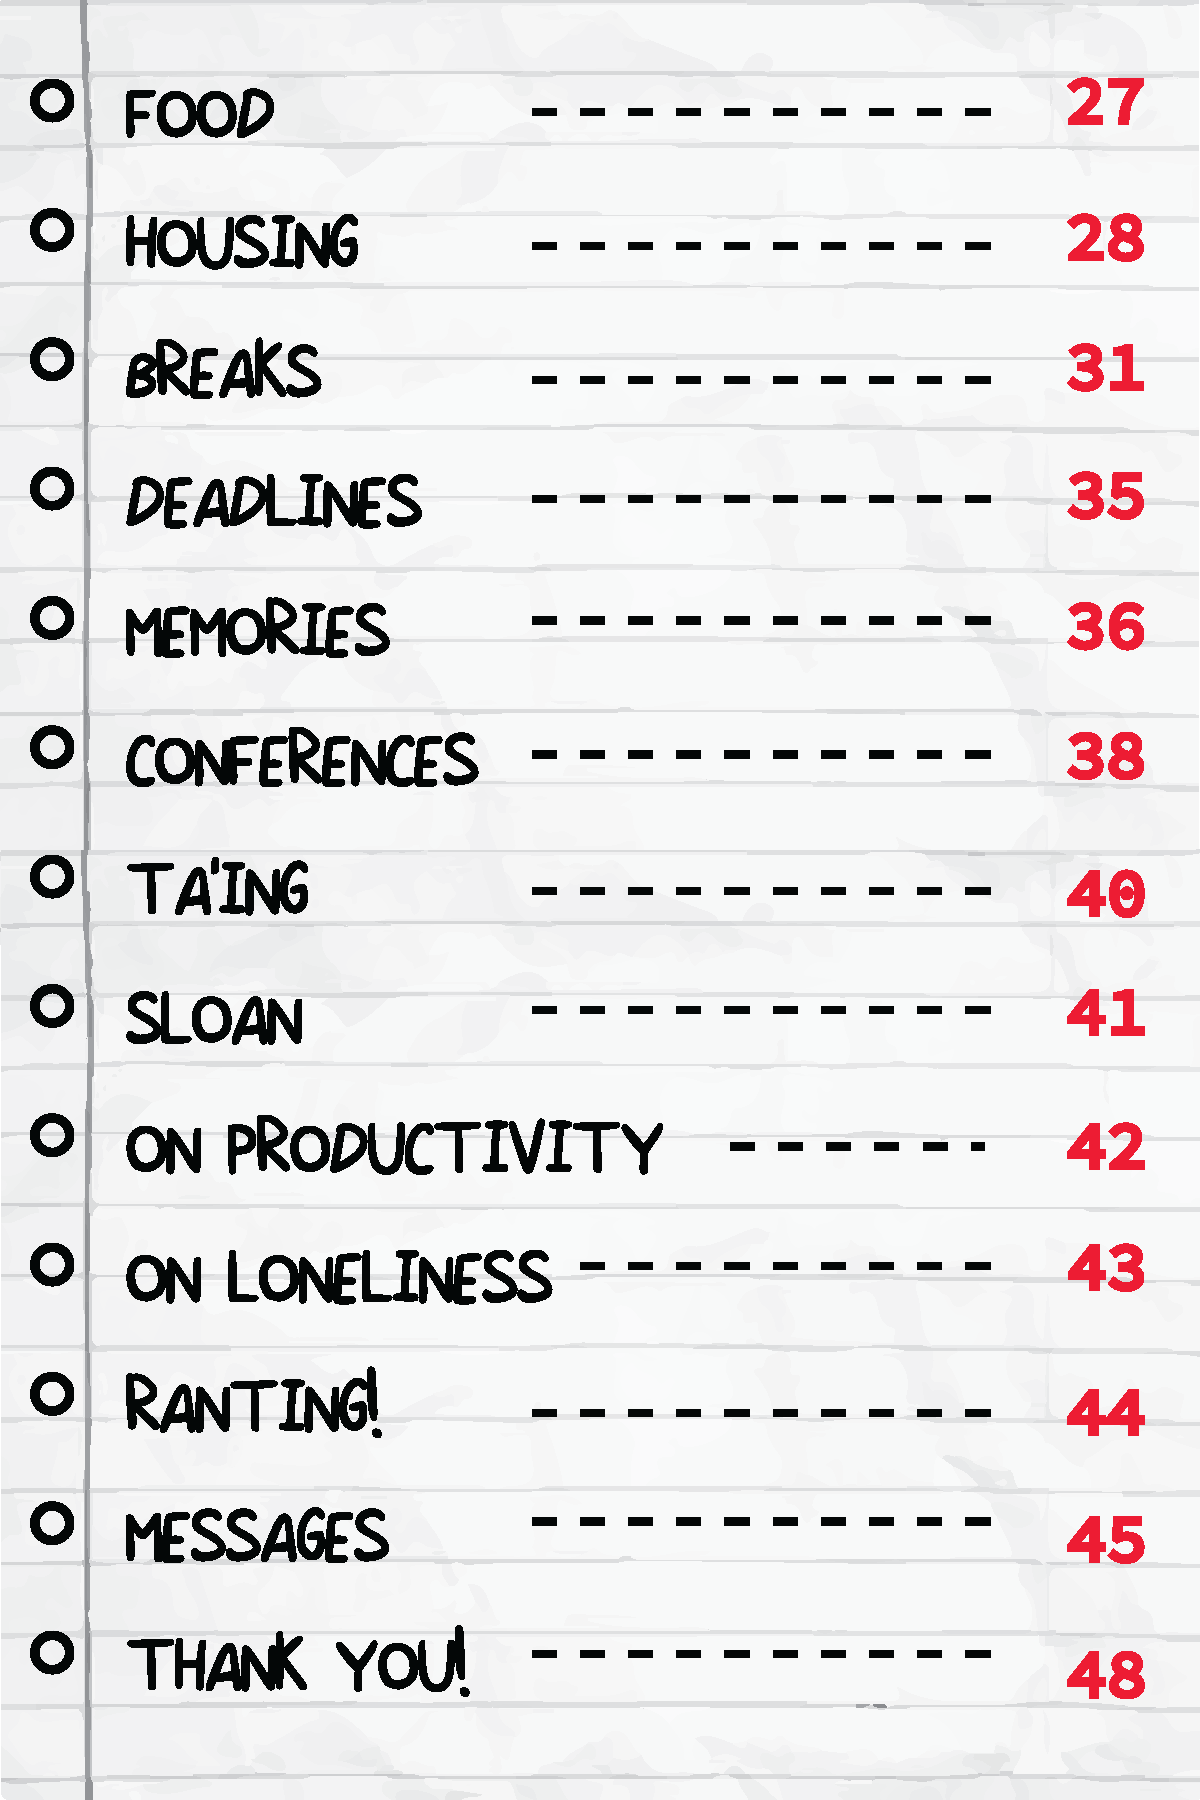 FOOD 27
HOUSING 28
BREAKS 31
DEADLINES 35
MEMORIES 36
CONFERENCES 38
TA'ING 40
SLOAN 41
ON PRODUCTIVITY 42
ON LONELINESS 43
RANTING! 44
MESSAGES 45
THANK YOU! 48